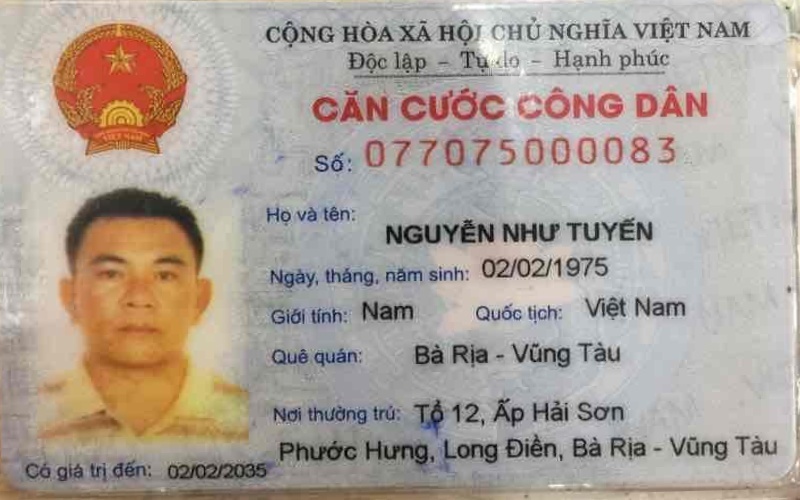 CỘNG HÒA XÃ HỘI CHỦ NGHĨA VIỆT NAM
Độc lập – Tự do – Hạnh phúc
CĂN CƯỚC CÔNG DÂN
Số: 077075000083
Họ và tên:
NGUYỄN NHƯ TUYẾN
Ngày, tháng, năm sinh: 02/02/1975
Giới tính: Nam Quốc tịch: Việt Nam
Quê quán: Bà Rịa - Vũng Tàu
Nơi thường trú: Tổ 12, Ấp Hải Sơn
Phước Hưng, Long Điền, Bà Rịa - Vũng Tàu
Có giá trị đến: 02/02/2035
VIỆT NAM